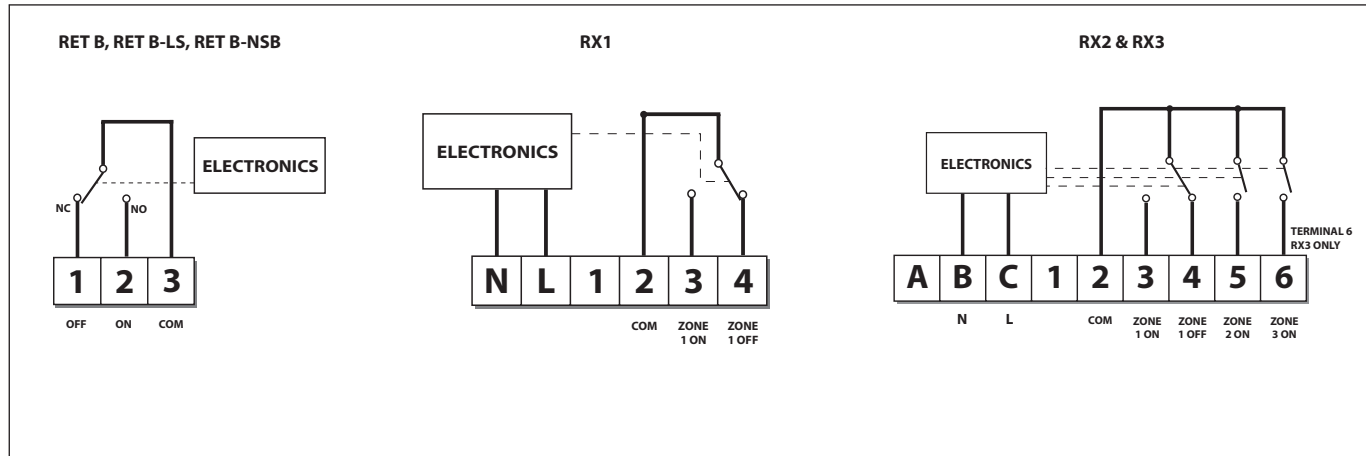 RET B, RET B-LS, RET B-NSB
ELECTRONICS
NC
NO
1 2 3
OFF ON COM
RX1
ELECTRONICS
N L 1 2 3 4
COM ZONE ZONE
1 ON 1 OFF
RX2 & RX3
ELECTRONICS
TERMINAL 6
RX3 ONLY
A B C 1 2 3 4 5 6
N L COM ZONE ZONE ZONE ZONE
1 ON 1 OFF 2 ON 3 ON